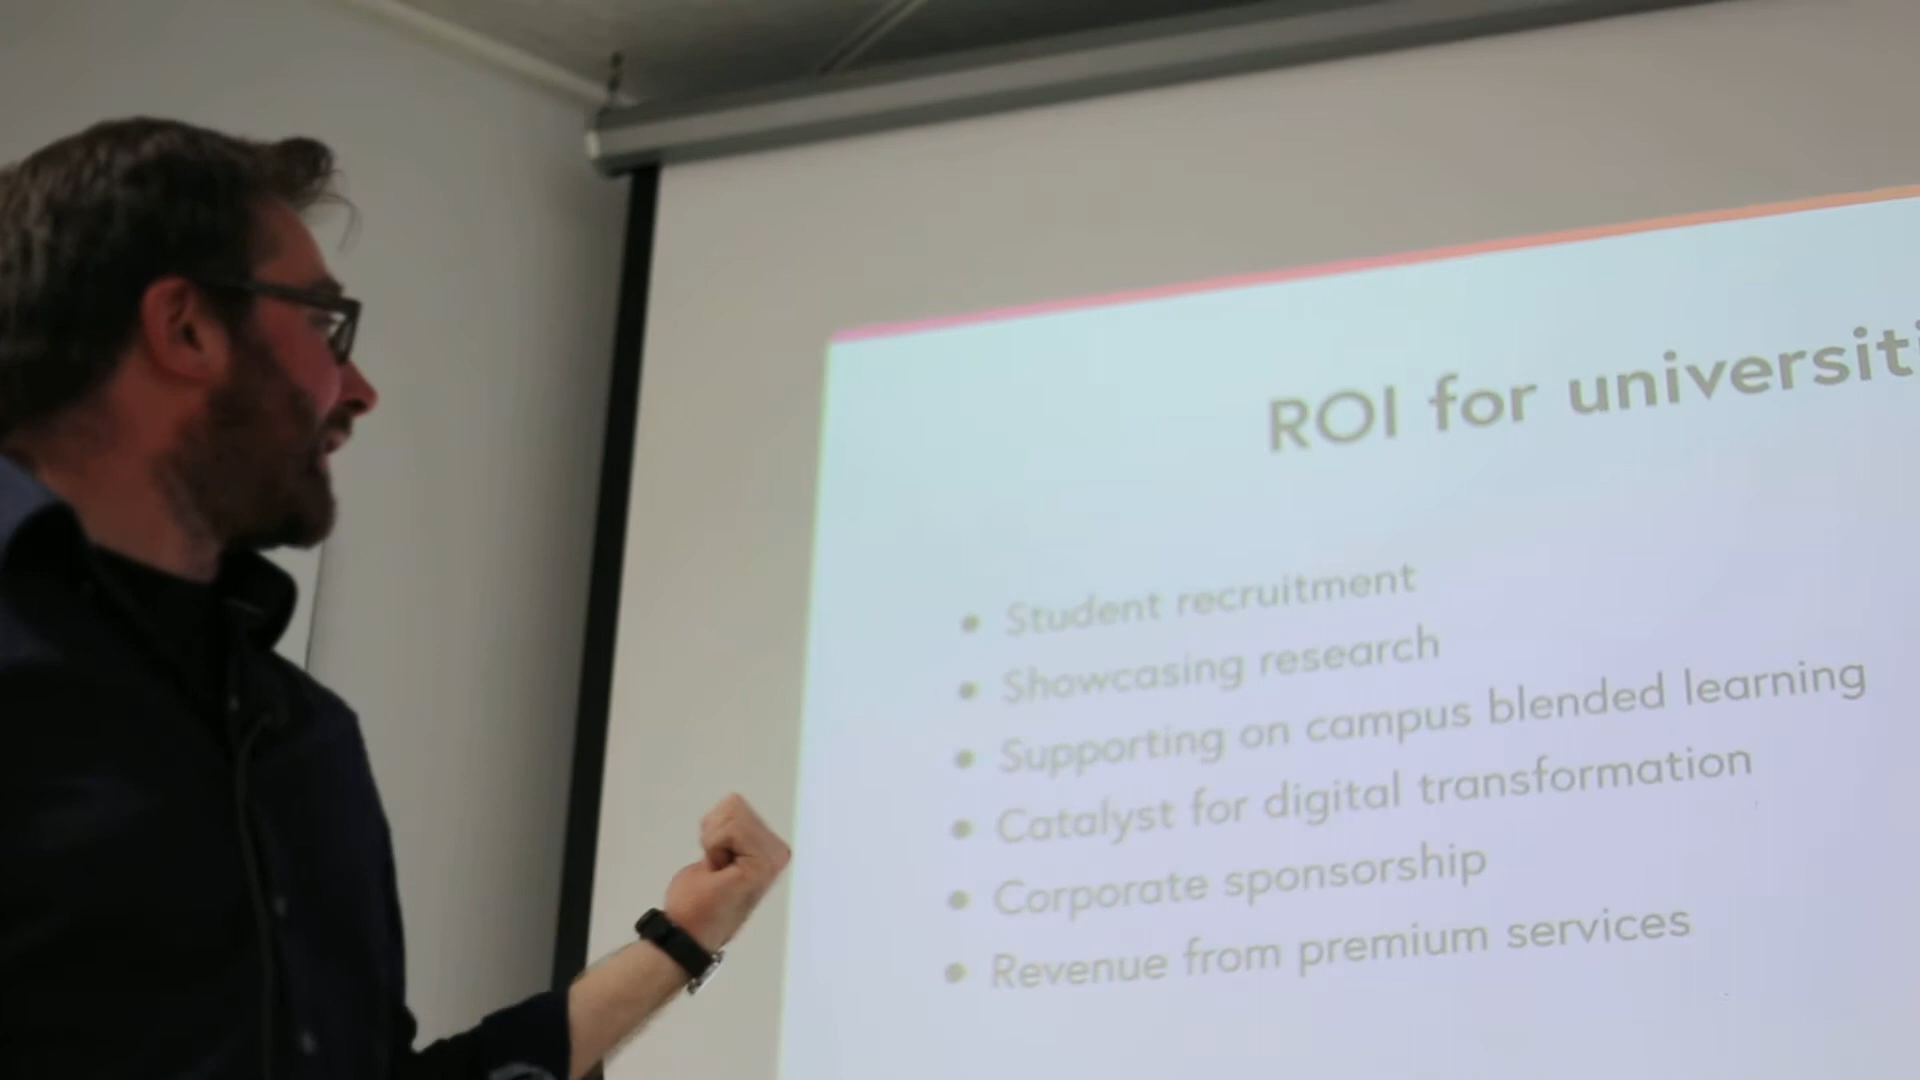 ROI for universiti
• Student recruitment
• Showcasing research
• Supporting on campus blended learning
• Catalyst for digital transformation
• Corporate sponsorship
• Revenue from premium services